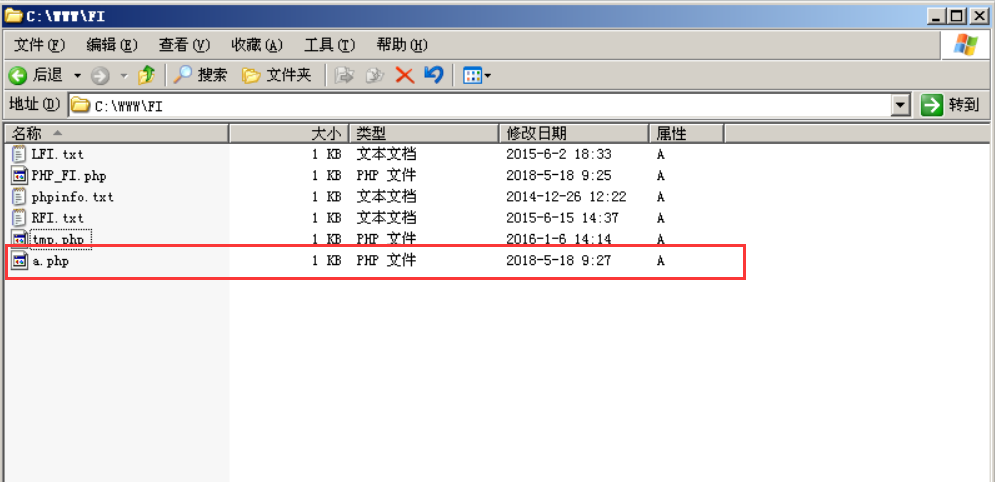 C:\WWW\FI
文件(F) 编辑(E) 查看(V) 收藏(A) 工具(T) 帮助(H)
后退 搜索 文件夹
地址(D) C:\WWW\FI 转到
名称 大小 类型 修改日期 属性
LFI.txt 1 KB 文本文档 2015-6-2 18:33 A
PHP_FI.php 1 KB PHP 文件 2018-5-18 9:25 A
phpinfo.txt 1 KB 文本文档 2014-12-26 12:22 A
RFI.txt 1 KB 文本文档 2015-6-15 14:37 A
tmp.php 1 KB PHP 文件 2016-1-6 14:14 A
a.php 1 KB PHP 文件 2018-5-18 9:27 A